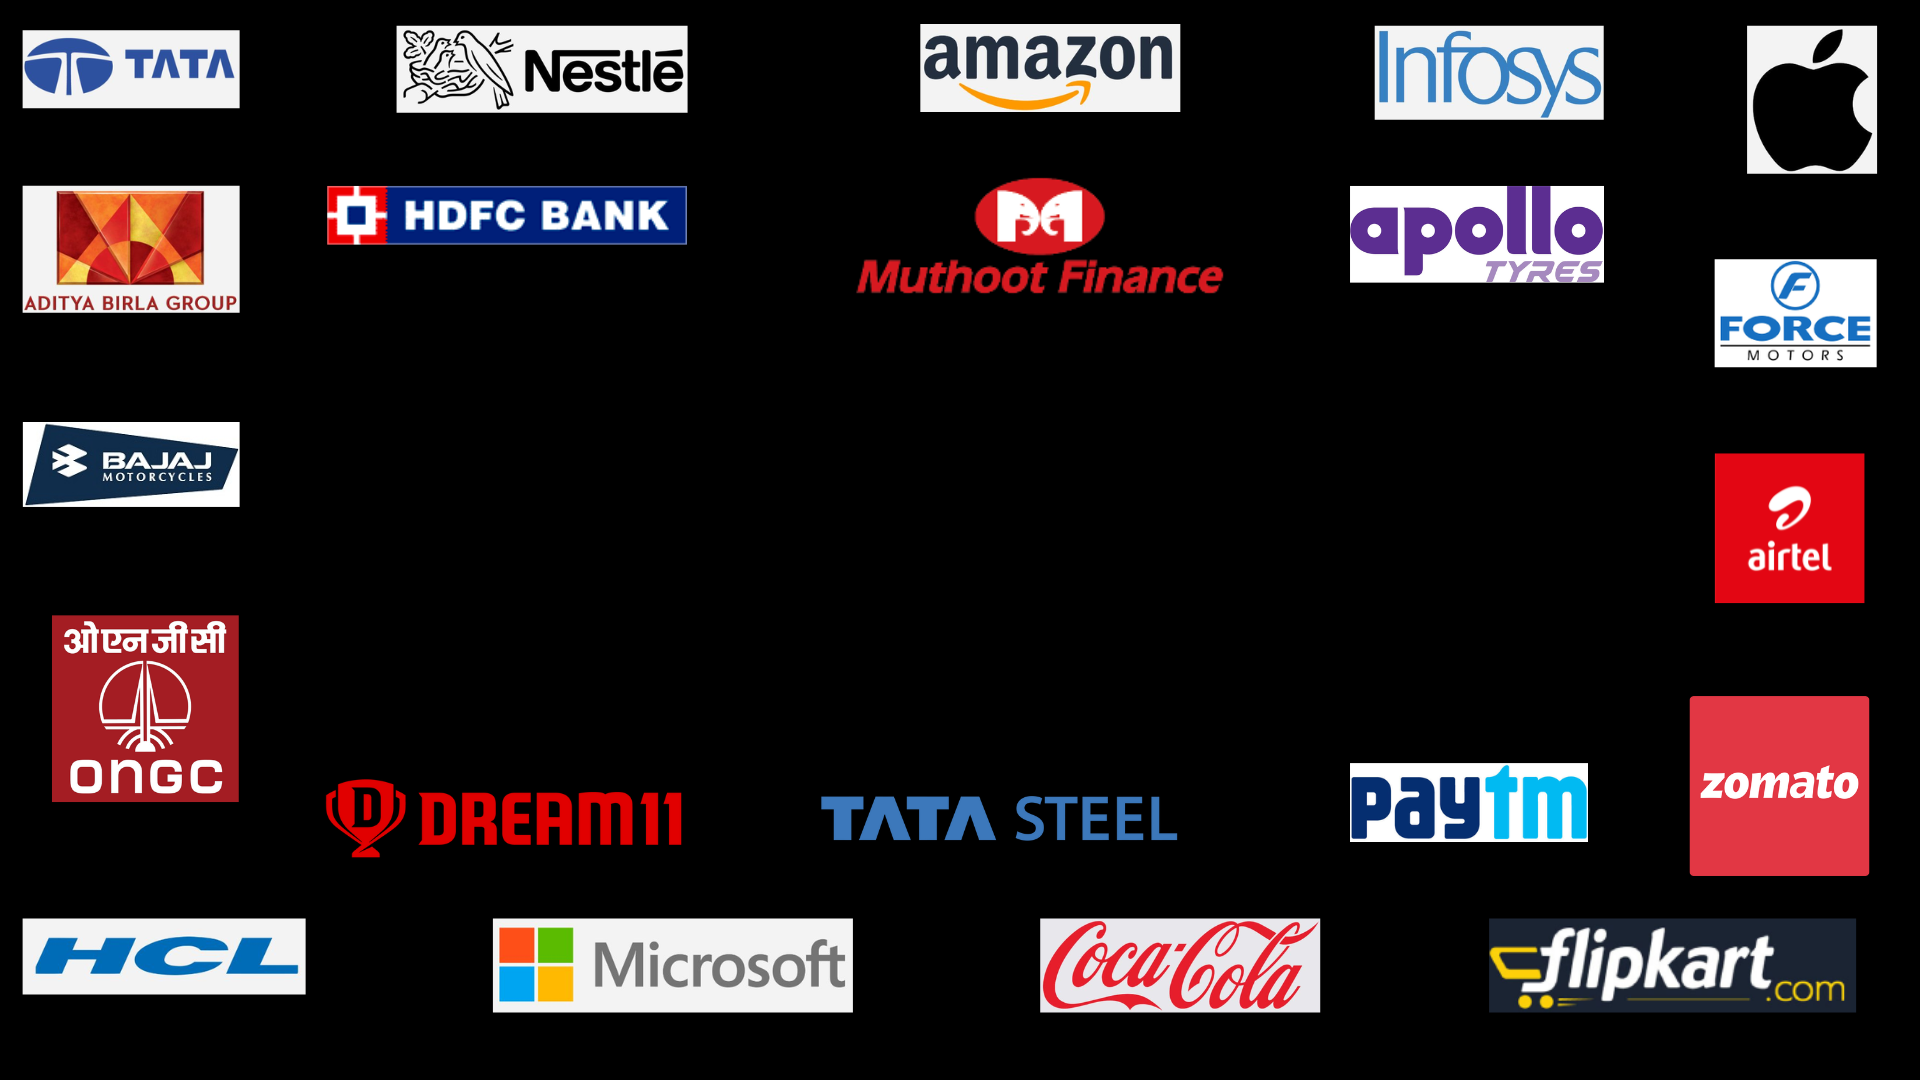 TATA
Nestlé
amazon
Infosys
ADITYA BIRLA GROUP
HDFC BANK
Muthoot Finance
apollo
TYRES
F
FORCE
MOTORS
BAJAJ
MOTORCYCLES
airtel
ओएनजीसी
ONGC
D DREAM11
TATA STEEL
paytm
zomato
HCL
Microsoft
Coca-Cola
flipkart.com